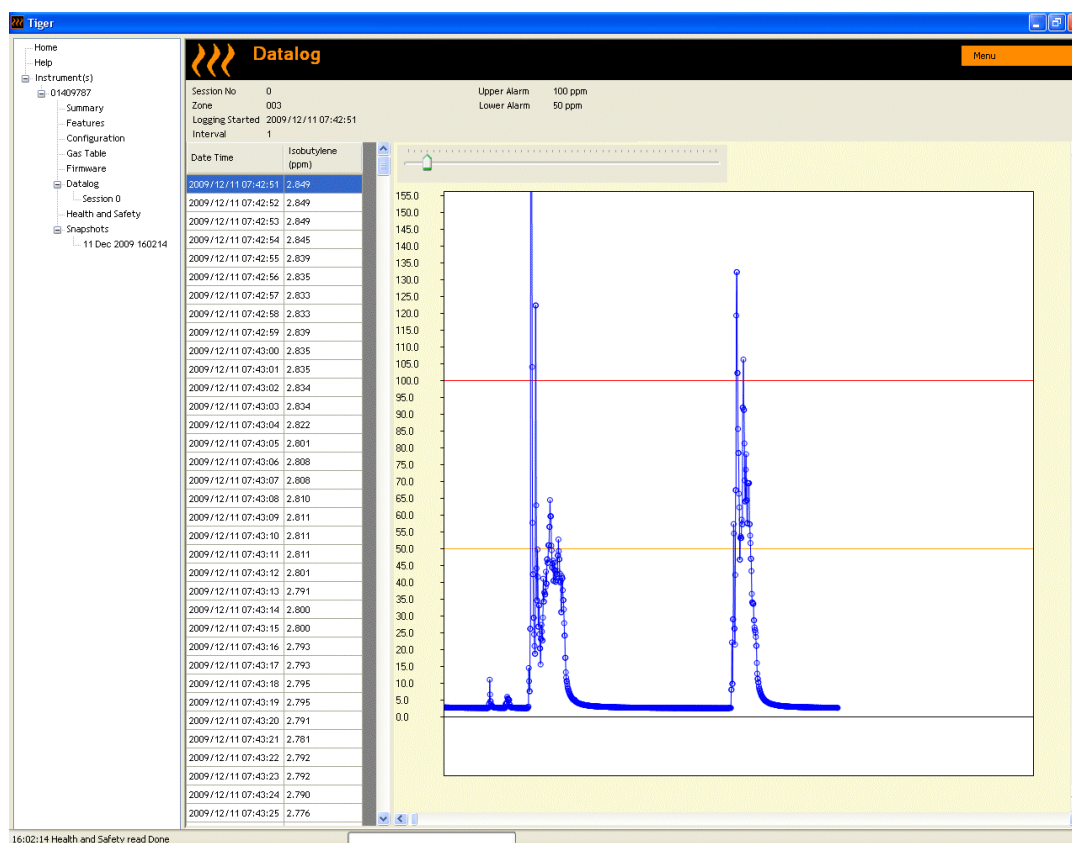 Tiger
Home
Help
Instrument(s)
01409787
Summary
Features
Configuration
Gas Table
Firmware
Datalog
Session 0
Health and Safety
Snapshots
11 Dec 2009 160214
Datalog
Menu
Session No 0 Upper Alarm 100 ppm
Zone 003 Lower Alarm 50 ppm
Logging Started 2009/12/11 07:42:51
Interval 1
Date Time Isobutylene (ppm)
2009/12/11 07:42:51 2.849
2009/12/11 07:42:52 2.849
2009/12/11 07:42:53 2.849
2009/12/11 07:42:54 2.845
2009/12/11 07:42:55 2.839
2009/12/11 07:42:56 2.835
2009/12/11 07:42:57 2.833
2009/12/11 07:42:58 2.833
2009/12/11 07:42:59 2.839
2009/12/11 07:43:00 2.835
2009/12/11 07:43:01 2.835
2009/12/11 07:43:02 2.834
2009/12/11 07:43:03 2.834
2009/12/11 07:43:04 2.822
2009/12/11 07:43:05 2.801
2009/12/11 07:43:06 2.808
2009/12/11 07:43:07 2.808
2009/12/11 07:43:08 2.810
2009/12/11 07:43:09 2.811
2009/12/11 07:43:10 2.811
2009/12/11 07:43:11 2.811
2009/12/11 07:43:12 2.801
2009/12/11 07:43:13 2.791
2009/12/11 07:43:14 2.800
2009/12/11 07:43:15 2.800
2009/12/11 07:43:16 2.793
2009/12/11 07:43:17 2.793
2009/12/11 07:43:18 2.795
2009/12/11 07:43:19 2.795
2009/12/11 07:43:20 2.791
2009/12/11 07:43:21 2.781
2009/12/11 07:43:22 2.792
2009/12/11 07:43:23 2.792
2009/12/11 07:43:24 2.790
2009/12/11 07:43:25 2.776
155.0
150.0
145.0
140.0
135.0
130.0
125.0
120.0
115.0
110.0
105.0
100.0
95.0
90.0
85.0
80.0
75.0
70.0
65.0
60.0
55.0
50.0
45.0
40.0
35.0
30.0
25.0
20.0
15.0
10.0
5.0
0.0
16:02:14 Health and Safety read Done